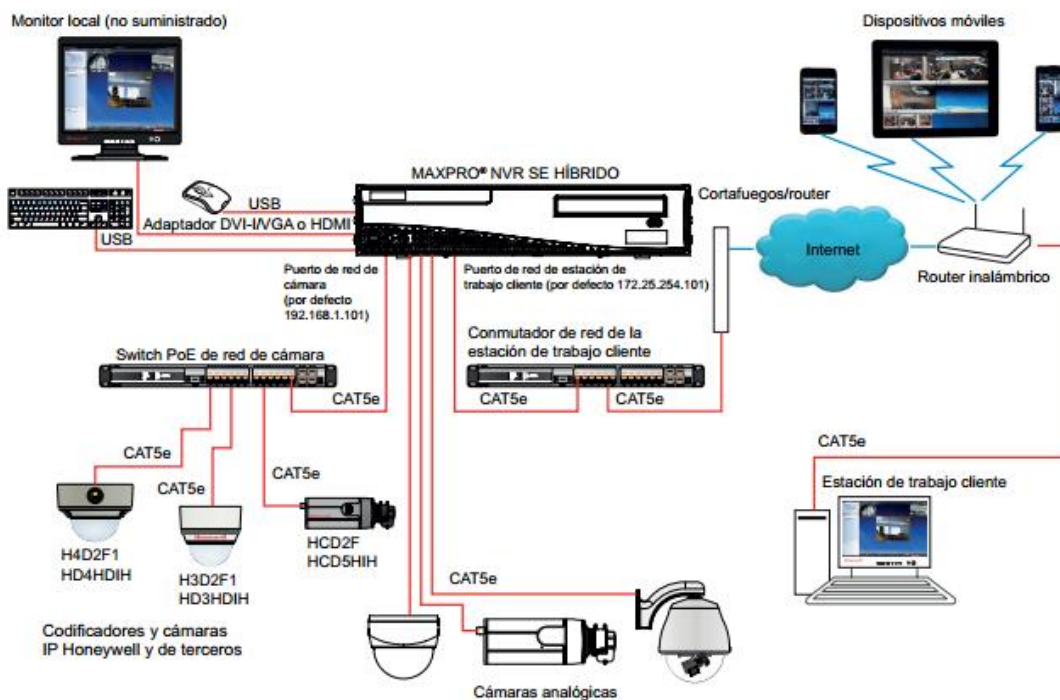 Monitor local (no suministrado)
Dispositivos móviles
MAXPRO® NVR SE HÍBRIDO
USB
Adaptador DVI-I/VGA o HDMI
USB
Cortafuegos/router
Internet
Router inalámbrico
Puerto de red de
cámara
(por defecto
192.168.1.101)
Puerto de red de estación de
trabajo cliente (por defecto 172.25.254.101)
Conmutador de red de la
estación de trabajo cliente
Switch PoE de red de cámara
CAT5e
CAT5e
CAT5e
CAT5e
CAT5e
CAT5e
CAT5e
Estación de trabajo cliente
H4D2F1
HD4HDIH
H3D2F1
HD3HDIH
HCD2F
HCD5HIH
CAT5e
Codificadores y cámaras
IP Honeywell y de terceros
Cámaras analógicas